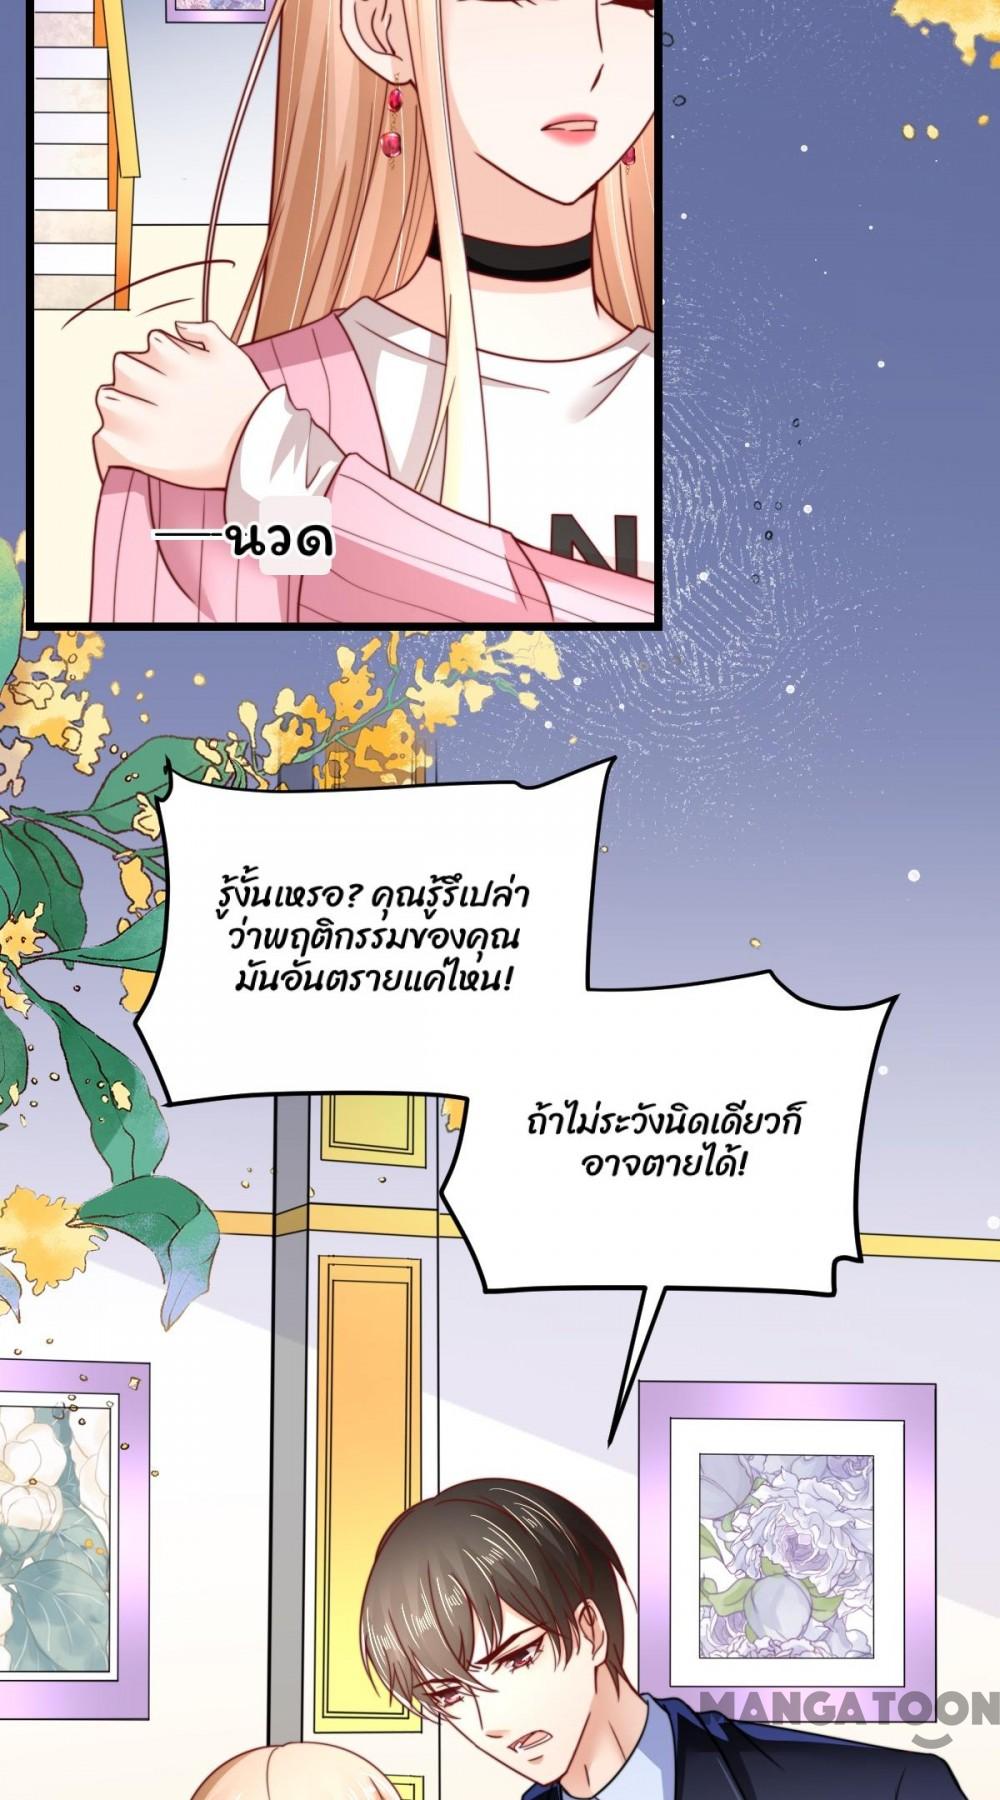 นวด
N
รู้งั้นเหรอ? คุณรู้รึเปล่า
ว่าพฤติกรรมของคุณ
มันอันตรายแค่ไหน!
ถ้าไม่ระวังนิดเดียวก็
อาจตายได้!
MANGATOON